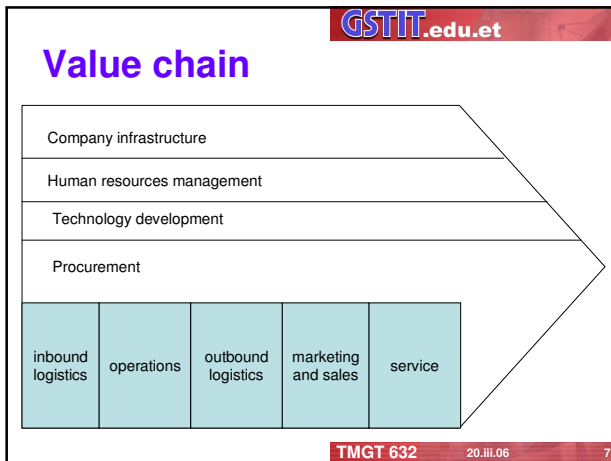 GSTIT.edu.et
Value chain
Company infrastructure
Human resources management
Technology development
Procurement
inbound
logistics
operations
outbound
logistics
marketing
and sales
service
TMGT 632 20.iii.06 7